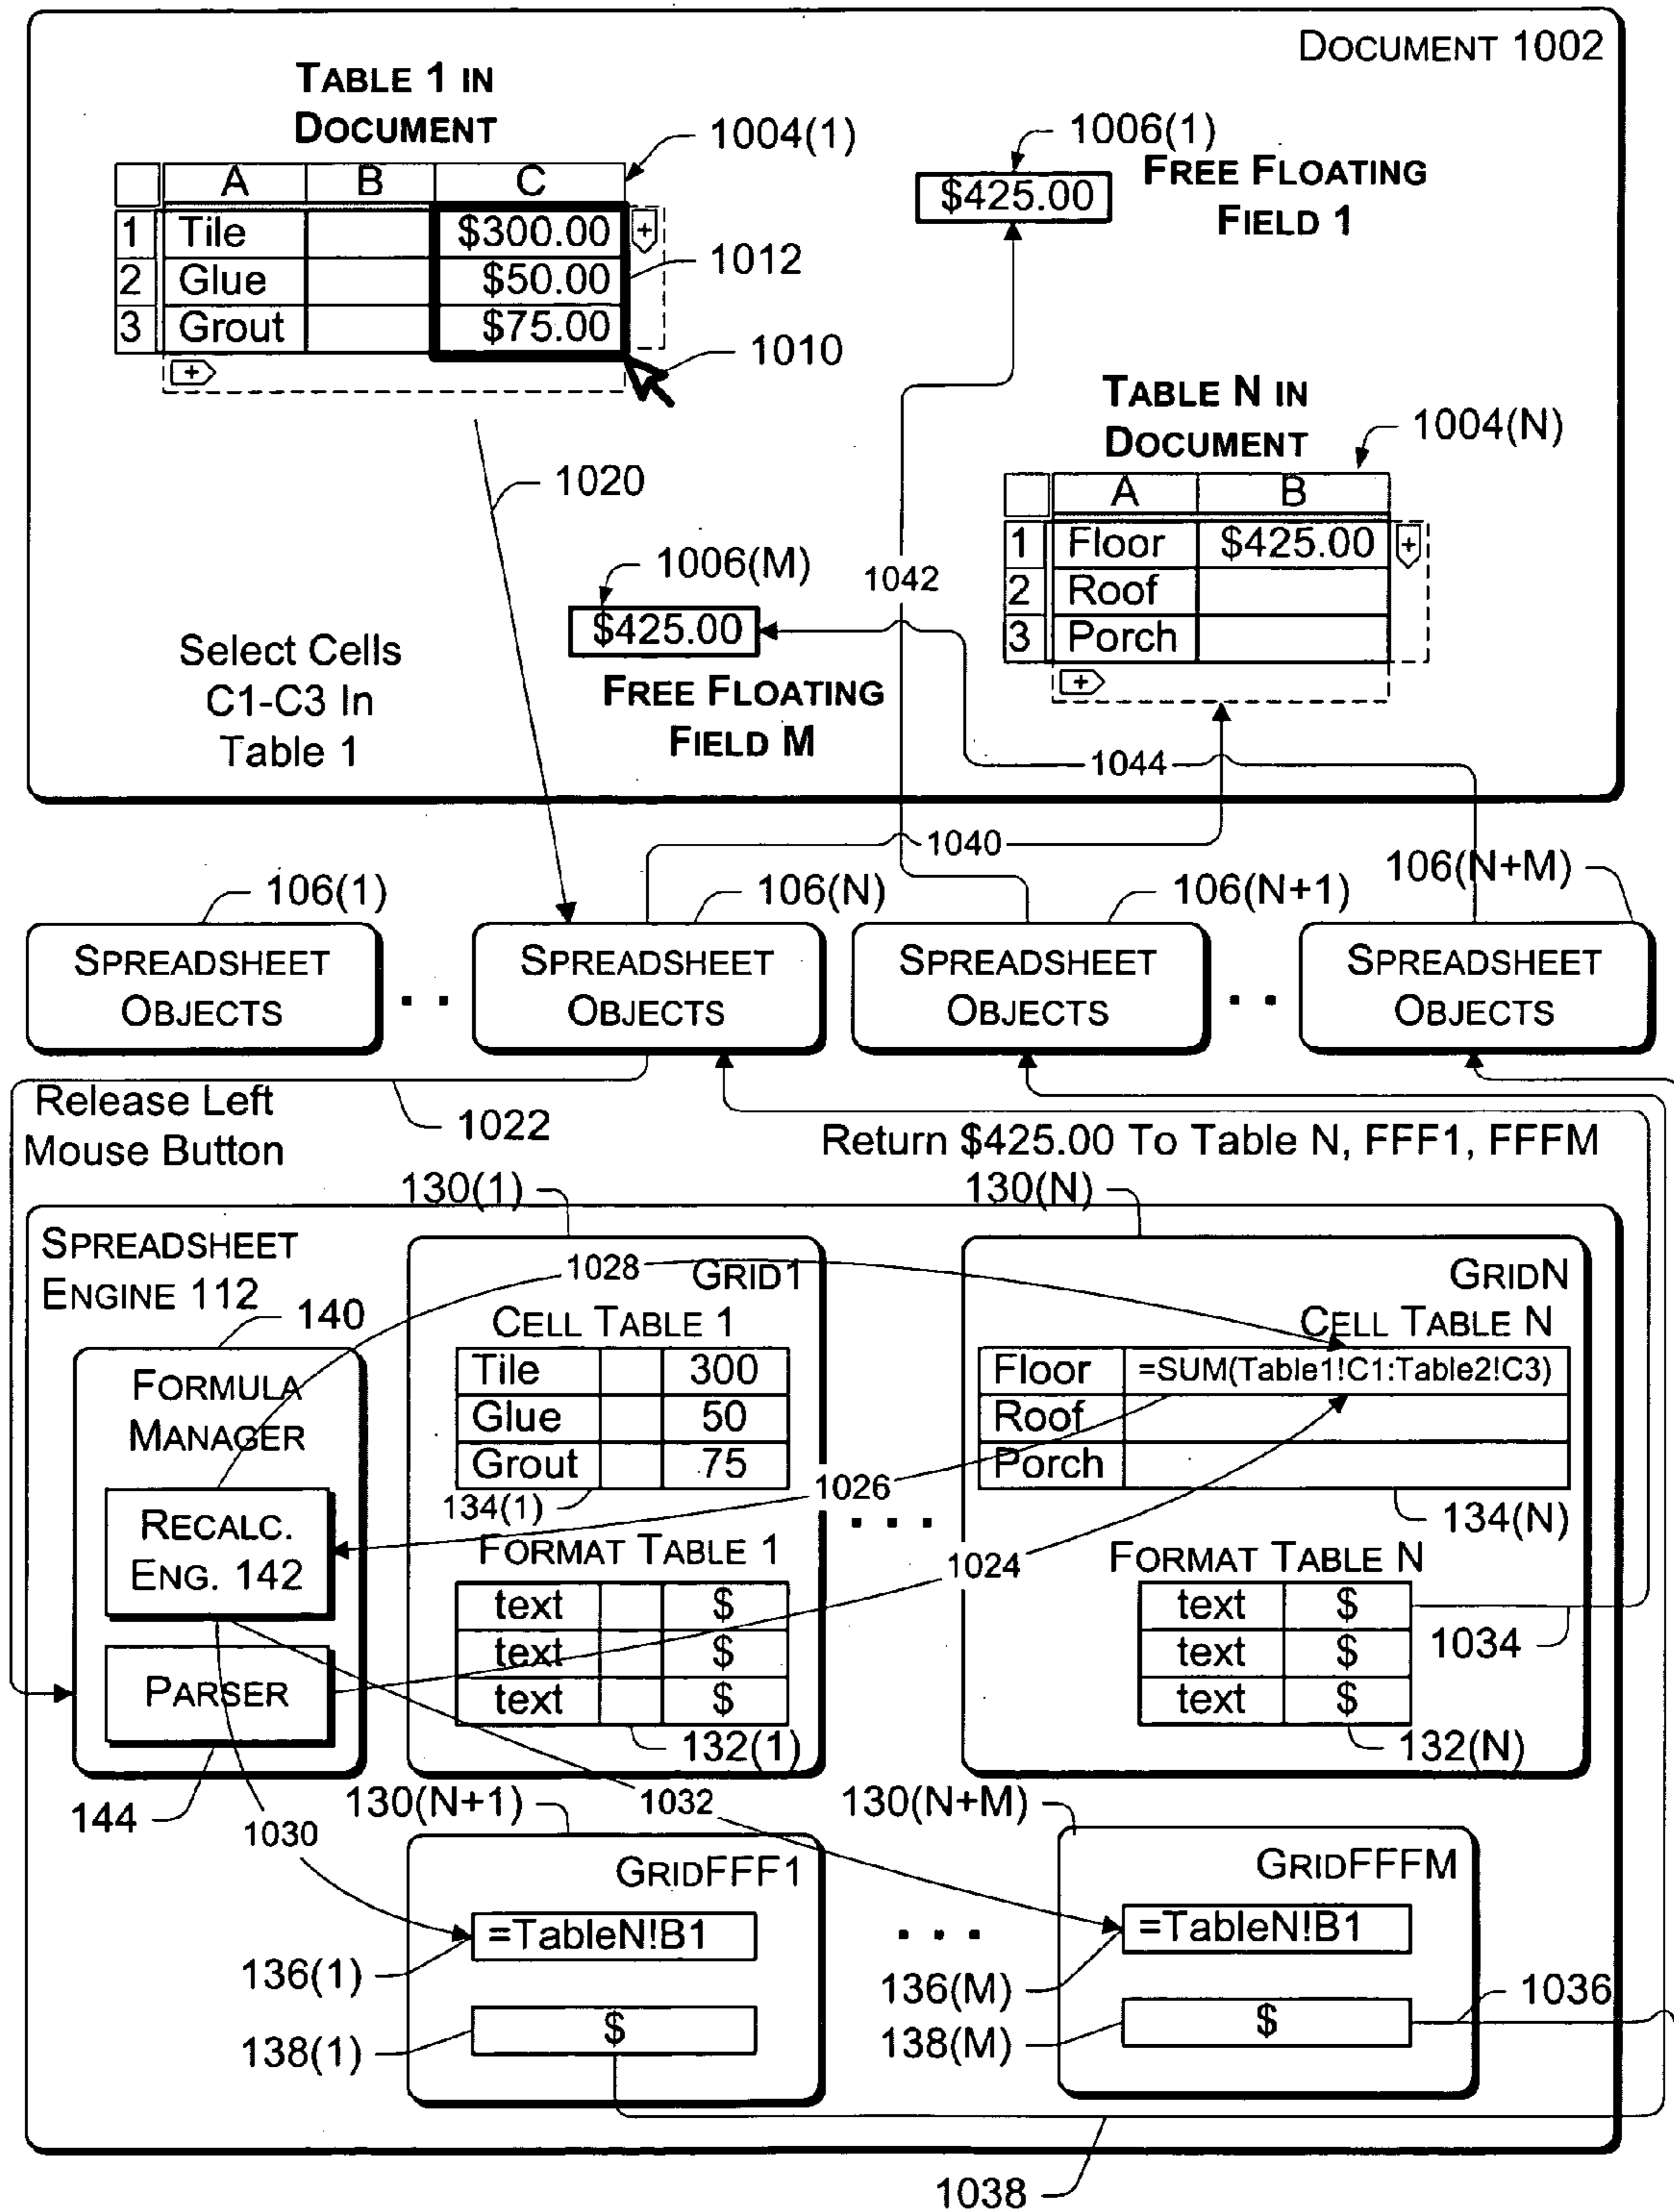 DOCUMENT 1002
TABLE 1 IN
DOCUMENT
1004(1)
A B C
1 Tile $300.00
2 Glue $50.00
3 Grout $75.00
+
+
1012
1010
1006(1)
$425.00
FREE FLOATING
FIELD 1
TABLE N IN
DOCUMENT
1004(N)
A B
1 Floor $425.00
2 Roof
3 Porch
+
+
1020
1042
1006(M)
$425.00
FREE FLOATING
FIELD M
Select Cells
C1-C3 In
Table 1
1044
1040
106(1)
106(N)
106(N+1)
106(N+M)
SPREADSHEET
OBJECTS
. .
SPREADSHEET
OBJECTS
SPREADSHEET
OBJECTS
. .
SPREADSHEET
OBJECTS
Release Left
Mouse Button
1022
Return $425.00 To Table N, FFF1, FFFM
130(1)
130(N)
SPREADSHEET
ENGINE 112
140
FORMULA
MANAGER
RECALC.
ENG. 142
PARSER
144
1028
GRID1
CELL TABLE 1
Tile 300
Glue 50
Grout 75
134(1)
FORMAT TABLE 1
text $
text $
text $
132(1)
1026
. . .
1024
GRIDN
CELL TABLE N
Floor =SUM(Table1!C1:Table2!C3)
Roof
Porch
134(N)
FORMAT TABLE N
text $
text $
text $
1034
132(N)
1030
1032
130(N+1)
GRIDFFF1
=TableN!B1
136(1)
$
138(1)
. . .
130(N+M)
GRIDFFFM
=TableN!B1
136(M)
$
138(M)
1036
1038